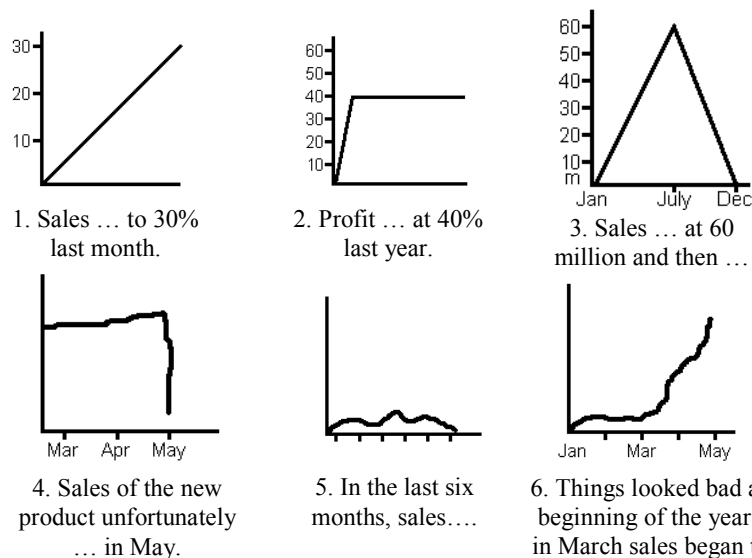 30
20
10
1. Sales … to 30%
last month.
60
50
40
30
20
10
2. Profit … at 40%
last year.
60
50
40
30
20
10
m
Jan July Dec
3. Sales … at 60
million and then …
Mar Apr May
4. Sales of the new
product unfortunately
… in May.
5. In the last six
months, sales….
Jan Mar May
6. Things looked bad a
beginning of the year
in March sales began